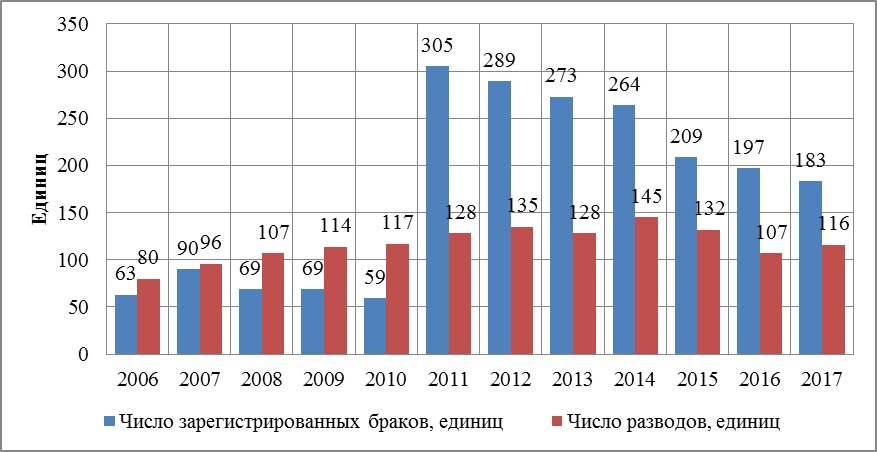 Единиц
350
300
250
200
150
100
50
0
63 80 90 96 69 107 69 114 59 117 305 128 289 135 273 128 264 145 209 132 197 107 183 116
2006 2007 2008 2009 2010 2011 2012 2013 2014 2015 2016 2017
Число зарегистрированных браков, единиц Число разводов, единиц